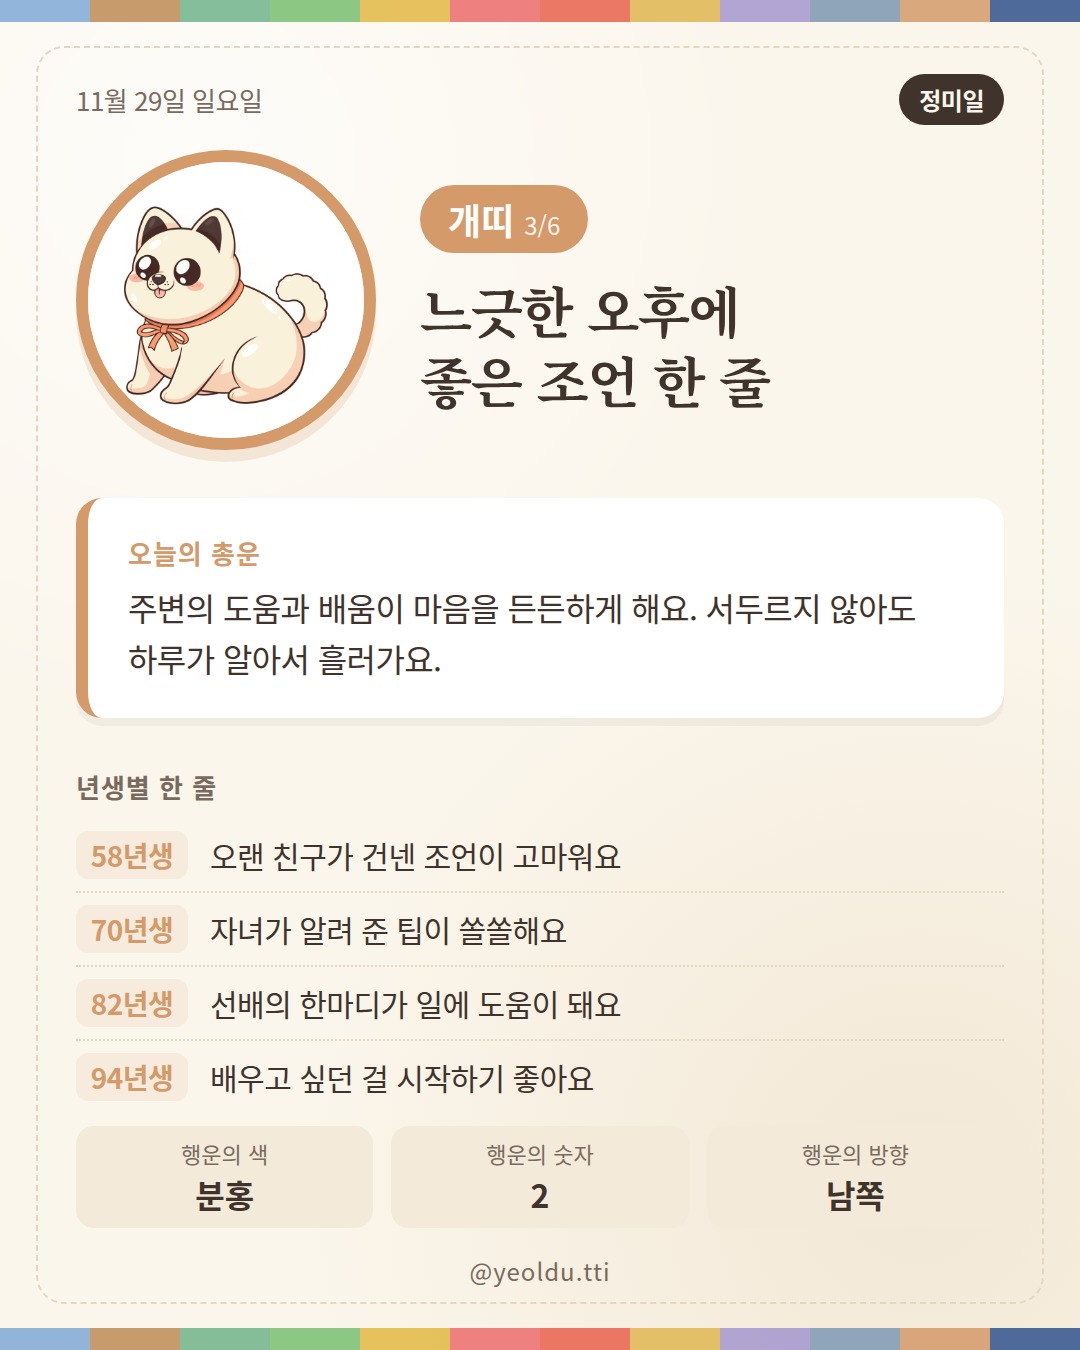 11월 29일 일요일
정미일
개띠 3/6
느긋한 오후에
좋은 조언 한 줄
오늘의 총운
주변의 도움과 배움이 마음을 든든하게 해요. 서두르지 않아도
하루가 알아서 흘러가요.
년생별 한 줄
58년생 오랜 친구가 건넨 조언이 고마워요
70년생 자녀가 알려 준 팁이 쏠쏠해요
82년생 선배의 한마디가 일에 도움이 돼요
94년생 배우고 싶던 걸 시작하기 좋아요
행운의 색
분홍
행운의 숫자
2
행운의 방향
남쪽
@yeoldu.tti